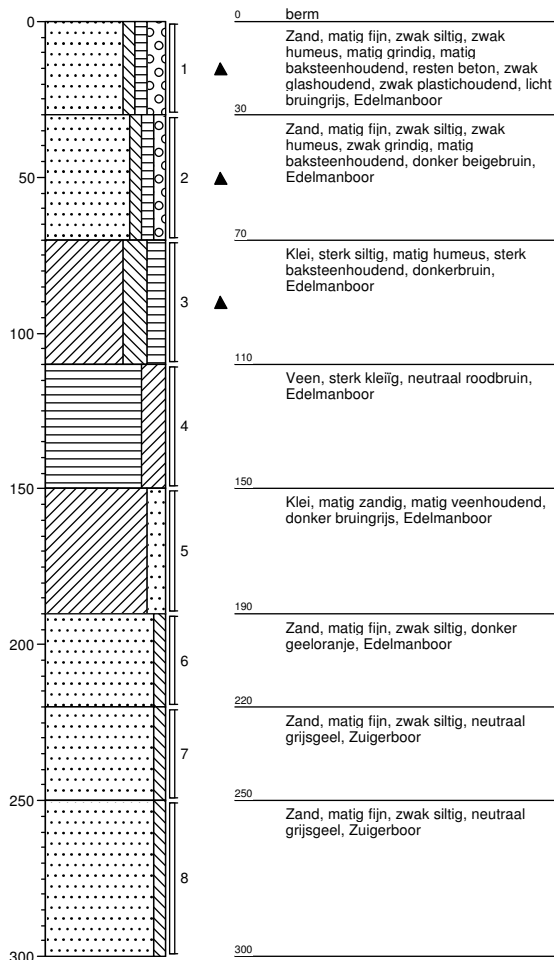 0
0 berm
Zand, matig fijn, zwak siltig, zwak
humeus, matig grindig, matig
baksteenhoudend, resten beton, zwak
glashoudend, zwak plastichoudend, licht
bruingrijs, Edelmanboor
1
30
Zand, matig fijn, zwak siltig, zwak
humeus, zwak grindig, matig
baksteenhoudend, donker beigebruin,
Edelmanboor
50
2
70
Klei, sterk siltig, matig humeus, sterk
baksteenhoudend, donkerbruin,
Edelmanboor
3
100
110
Veen, sterk kleiïg, neutraal roodbruin,
Edelmanboor
4
150
150
Klei, matig zandig, matig veenhoudend,
donker bruingrijs, Edelmanboor
5
190
Zand, matig fijn, zwak siltig, donker
geeloranje, Edelmanboor
200
6
220
Zand, matig fijn, zwak siltig, neutraal
grijsgeel, Zuigerboor
7
250
250
Zand, matig fijn, zwak siltig, neutraal
grijsgeel, Zuigerboor
8
300
300